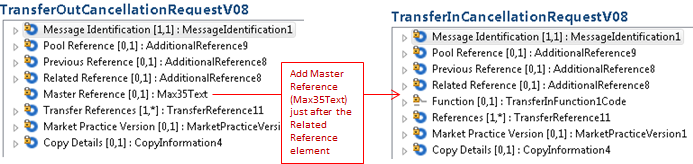 TransferOutCancellationRequestV08
Message Identification [1,1] : MessageIdentification1
Pool Reference [0,1] : AdditionalReference9
Previous Reference [0,1] : AdditionalReference8
Related Reference [0,1] : AdditionalReference8
Master Reference [0,1] : Max35Text
Transfer References [1,*] : TransferReference11
Market Practice Version [0,1] : MarketPracticeVersion
Copy Details [0,1] : CopyInformation4
Add Master
Reference
(Max35Text)
just after the
Related
Reference
element
TransferInCancellationRequestV08
Message Identification [1,1] : MessageIdentification1
Pool Reference [0,1] : AdditionalReference9
Previous Reference [0,1] : AdditionalReference8
Related Reference [0,1] : AdditionalReference8
Function [0,1] : TransferInFunction1Code
References [1,*] : TransferReference11
Market Practice Version [0,1] : MarketPracticeVersion1
Copy Details [0,1] : CopyInformation4